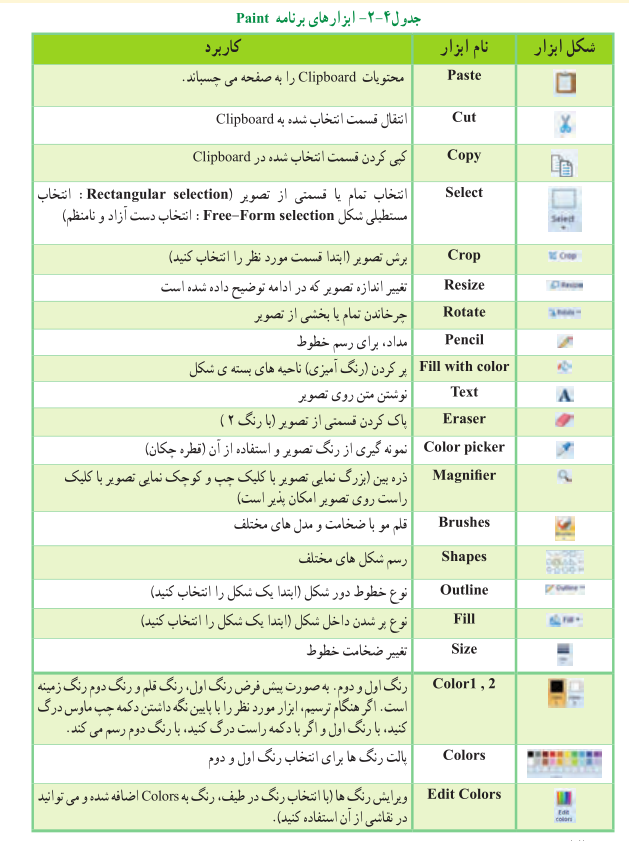 جدول۴-۲- ابزارهای برنامه Paint
شکل ابزار نام ابزار کاربرد
Paste محتویات Clipboard را به صفحه می چسباند.
Cut انتقال قسمت انتخاب شده به Clipboard
Copy کپی کردن قسمت انتخاب شده در Clipboard
Select انتخاب تمام یا قسمتی از تصویر (Rectangular selection : انتخاب
مستطیلی شکل Free-Form selection : انتخاب دست آزاد و نامنظم)
Select
Crop برش تصویر (ابتدا قسمت مورد نظر را انتخاب کنید)
Crop
Resize تغییر اندازه تصویر که در ادامه توضیح داده شده است
Resize
Rotate چرخاندن تمام یا بخشی از تصویر
Rotate
Pencil مداد، برای رسم خطوط
Fill with color پر کردن (رنگ آمیزی) ناحیه های بسته ی شکل
Text نوشتن متن روی تصویر
A
Eraser پاک کردن قسمتی از تصویر (با رنگ ۲ )
Color picker نمونه گیری از رنگ تصویر و استفاده از آن (قطره چکان)
Magnifier ذره بین (بزرگ نمایی تصویر با کلیک چپ و کوچک نمایی تصویر با کلیک
راست روی تصویر امکان پذیر است)
Brushes قلم مو با ضخامت و مدل های مختلف
Shapes رسم شکل های مختلف
Outline نوع خطوط دور شکل (ابتدا یک شکل را انتخاب کنید)
Outline
Fill نوع پر شدن داخل شکل (ابتدا یک شکل را انتخاب کنید)
Fill
Size تغییر ضخامت خطوط
Color1 , 2 رنگ اول و دوم. به صورت پیش فرض رنگ اول، رنگ قلم و رنگ دوم رنگ زمینه
است. اگر هنگام ترسیم، ابزار مورد نظر را با پایین نگه داشتن دکمه چپ ماوس درگ
کنید، با رنگ اول و اگر با دکمه راست درگ کنید، با رنگ دوم رسم می کند.
Colors پالت رنگ ها برای انتخاب رنگ اول و دوم
Edit Colors ویرایش رنگ ها (با انتخاب رنگ در طیف، رنگ به Colors اضافه شده و می توانید
در نقاشی از آن استفاده کنید).
Edit
colors